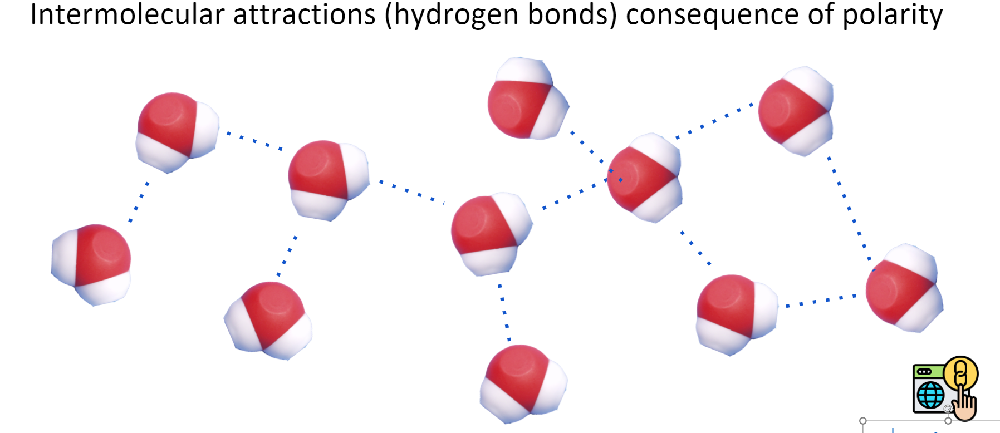 Intermolecular attractions (hydrogen bonds) consequence of polarity